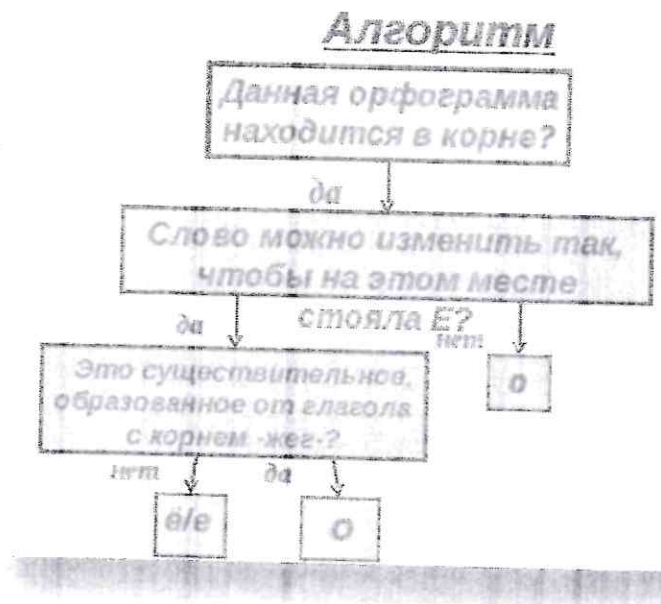 Алгоритм
Данная орфограмма
находится в корне?
да
Слово можно изменить так,
чтобы на этом месте
стояла Е?
да
нет
Это существительное,
образованное от глагола
с корнем -жег-?
о
нет
да
ё/е
О